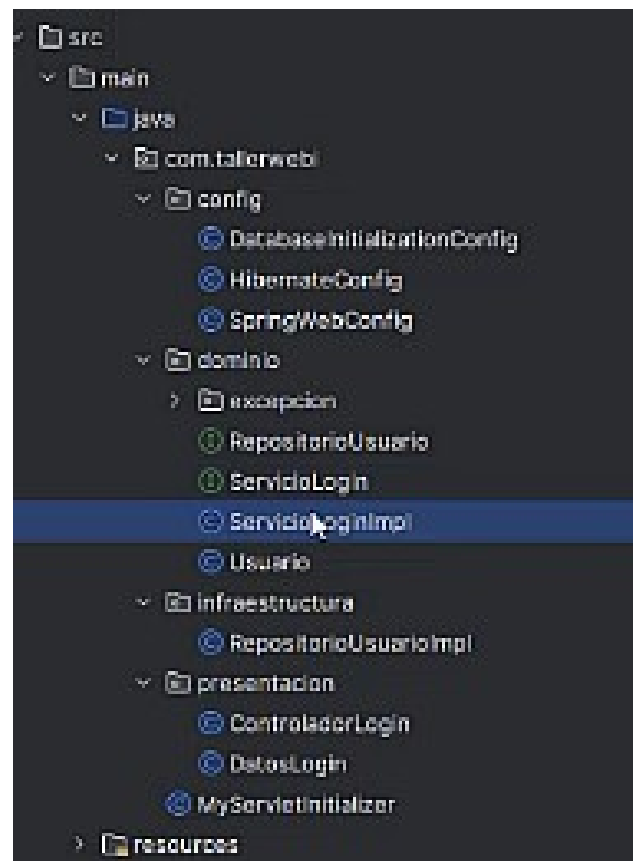 src
main
java
com.tallerwebi
config
DatabaseInitializationConfig
HibernateConfig
SpringWebConfig
dominio
excepcion
RepositorioUsuario
ServicioLogin
ServicioLoginImpl
Usuario
infraestructura
RepositorioUsuarioImpl
presentacion
ControladorLogin
DatosLogin
MyServletInitializer
resources